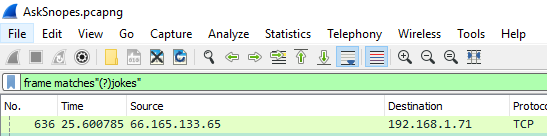 AskSnopes.pcapng
File Edit View Go Capture Analyze Statistics Telephony Wireless Tools Help
frame matches"(?)jokes"
No. Time Source Destination Protoc
636 25.600785 66.165.133.65 192.168.1.71 TCP